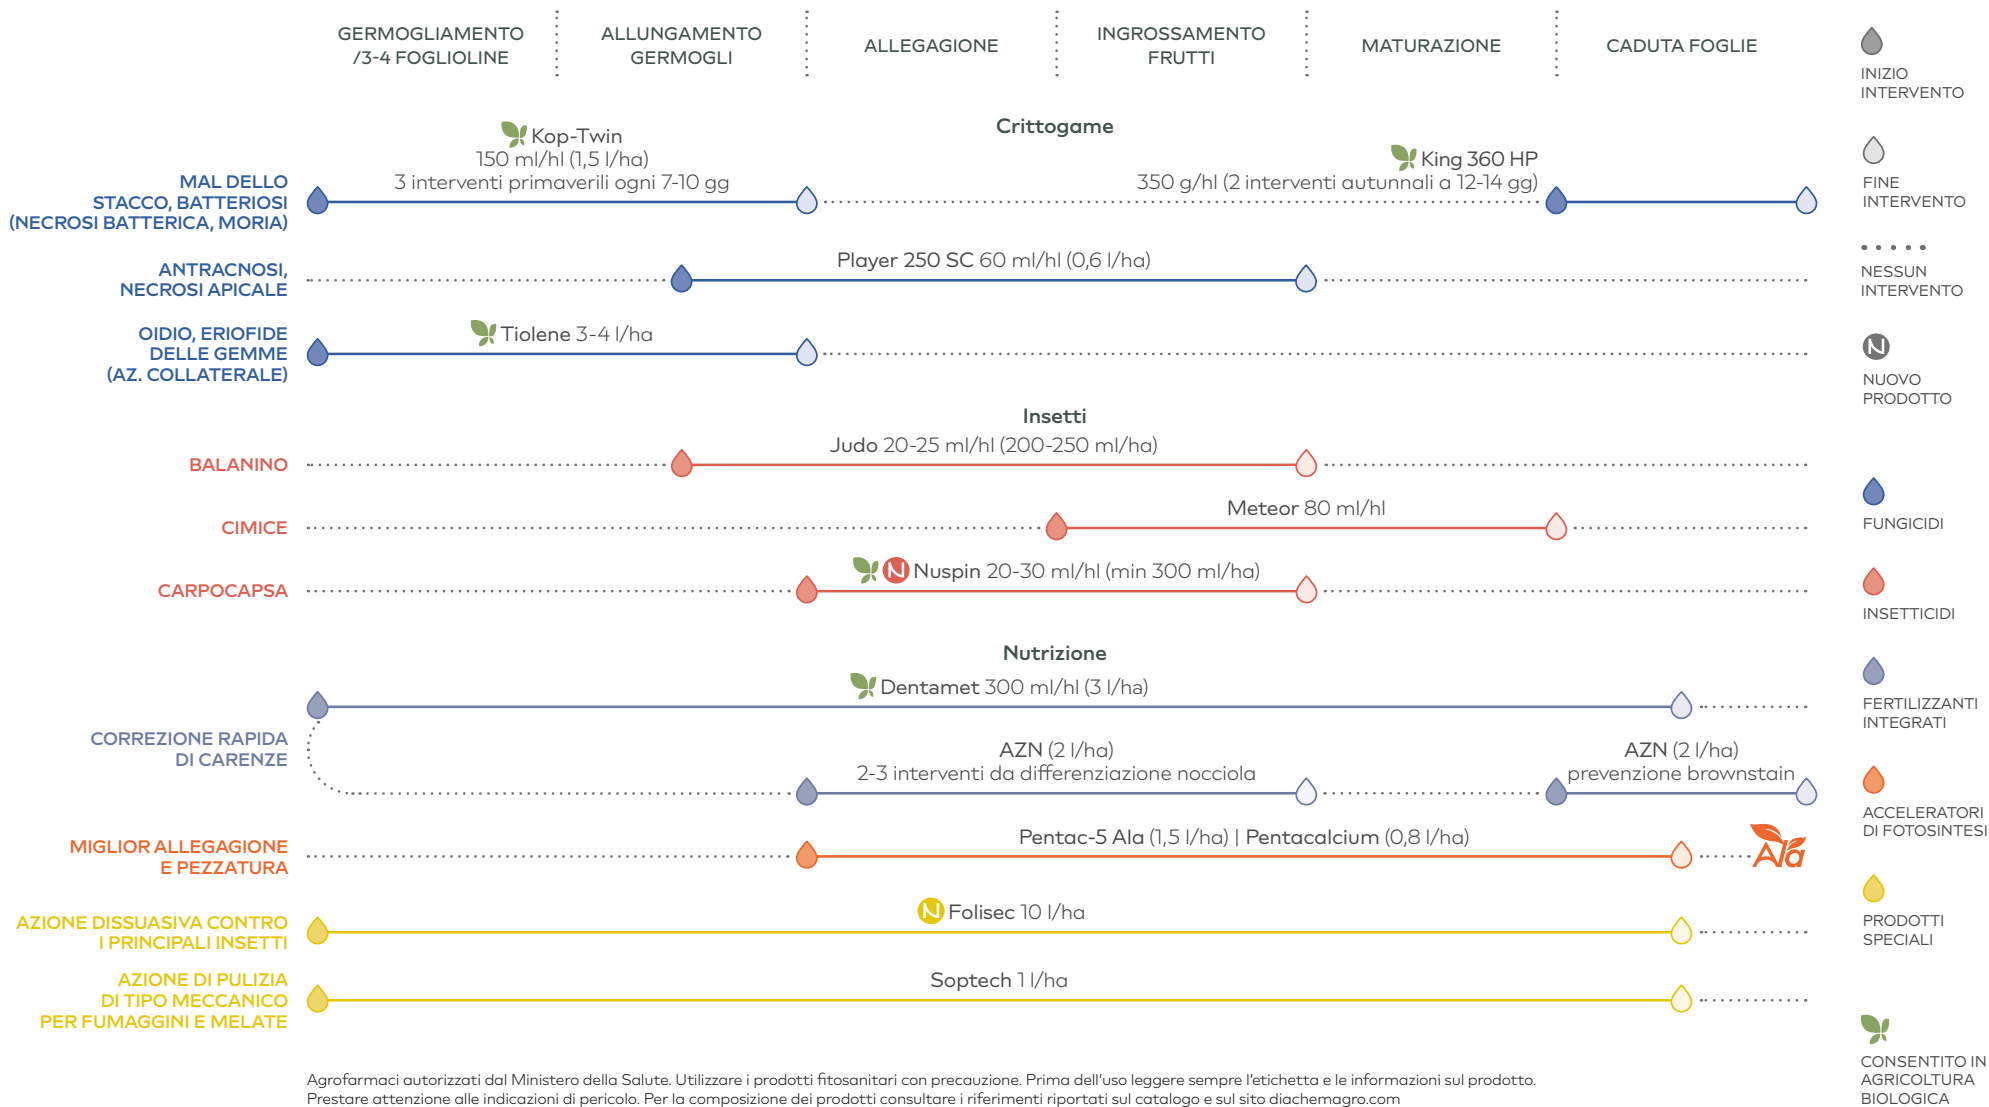 GERMOGLIAMENTO
/3-4 FOGLIOLINE
ALLUNGAMENTO
GERMOGLI
ALLEGAGIONE
INGROSSAMENTO
FRUTTI
MATURAZIONE
CADUTA FOGLIE
Crittogame
MAL DELLO
STACCO, BATTERIOSI
(NECROSI BATTERICA, MORIA)
Kop-Twin
150 ml/hl (1,5 l/ha)
3 interventi primaverili ogni 7-10 gg
King 360 HP
350 g/hl (2 interventi autunnali a 12-14 gg)
ANTRACNOSI,
NECROSI APICALE
Player 250 SC 60 ml/hl (0,6 l/ha)
OIDIO, ERIOFIDE
DELLE GEMME
(AZ. COLLATERALE)
Tiolene 3-4 l/ha
Insetti
BALANINO
Judo 20-25 ml/hl (200-250 ml/ha)
CIMICE
Meteor 80 ml/hl
CARPOCAPSA
N Nuspin 20-30 ml/hl (min 300 ml/ha)
Nutrizione
CORREZIONE RAPIDA
DI CARENZE
Dentamet 300 ml/hl (3 l/ha)
AZN (2 l/ha)
2-3 interventi da differenziazione nocciola
AZN (2 l/ha)
prevenzione brownstain
MIGLIOR ALLEGAGIONE
E PEZZATURA
Pentac-5 Ala (1,5 l/ha) | Pentacalcium (0,8 l/ha)
Ala
AZIONE DISSUASIVA CONTRO
I PRINCIPALI INSETTI
N Folisec 10 l/ha
AZIONE DI PULIZIA
DI TIPO MECCANICO
PER FUMAGGINI E MELATE
Soptech 1 l/ha
INIZIO
INTERVENTO
FINE
INTERVENTO
NESSUN
INTERVENTO
N
NUOVO
PRODOTTO
FUNGICIDI
INSETTICIDI
FERTILIZZANTI
INTEGRATI
ACCELERATORI
DI FOTOSINTESI
PRODOTTI
SPECIALI
CONSENTITO IN
AGRICOLTURA
BIOLOGICA
Agrofarmaci autorizzati dal Ministero della Salute. Utilizzare i prodotti fitosanitari con precauzione. Prima dell'uso leggere sempre l'etichetta e le informazioni sul prodotto.
Prestare attenzione alle indicazioni di pericolo. Per la composizione dei prodotti consultare i riferimenti riportati sul catalogo e sul sito diachemagro.com